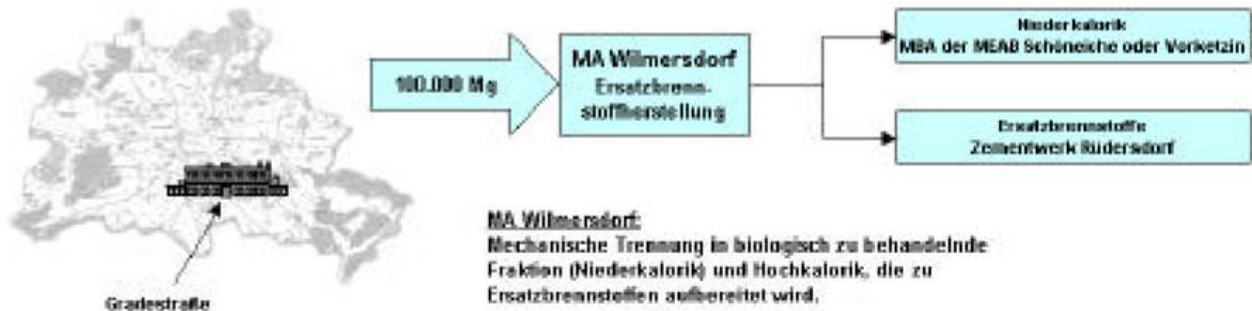 100.000 Mg
MA Wilmersdorf
Ersatzbrenn-
stoffherstellung
Niederkalorik
MBA der MEAB Schöneiche oder Vorketzin
Ersatzbrennstoffe
Zementwerk Rüdersdorf
MA Wilmersdorf:
Mechanische Trennung in biologisch zu behandelnde
Fraktion (Niederkalorik) und Hochkalorik, die zu
Ersatzbrennstoffen aufbereitet wird.
Gradestraße